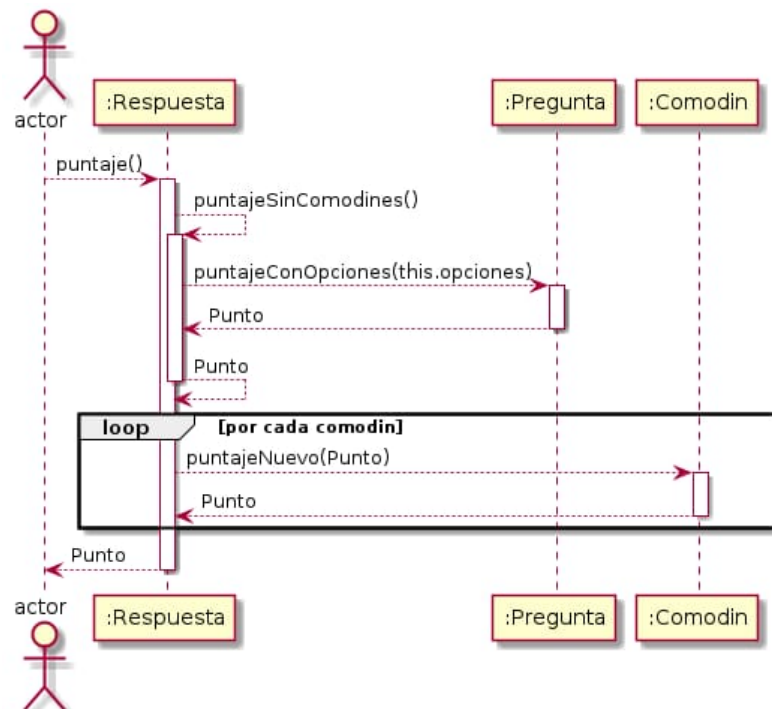 actor
:Respuesta
:Pregunta
:Comodin
puntaje()
puntajeSinComodines()
puntajeConOpciones(this.opciones)
Punto
Punto
loop
[por cada comodin]
puntajeNuevo(Punto)
Punto
Punto
actor
:Respuesta
:Pregunta
:Comodin